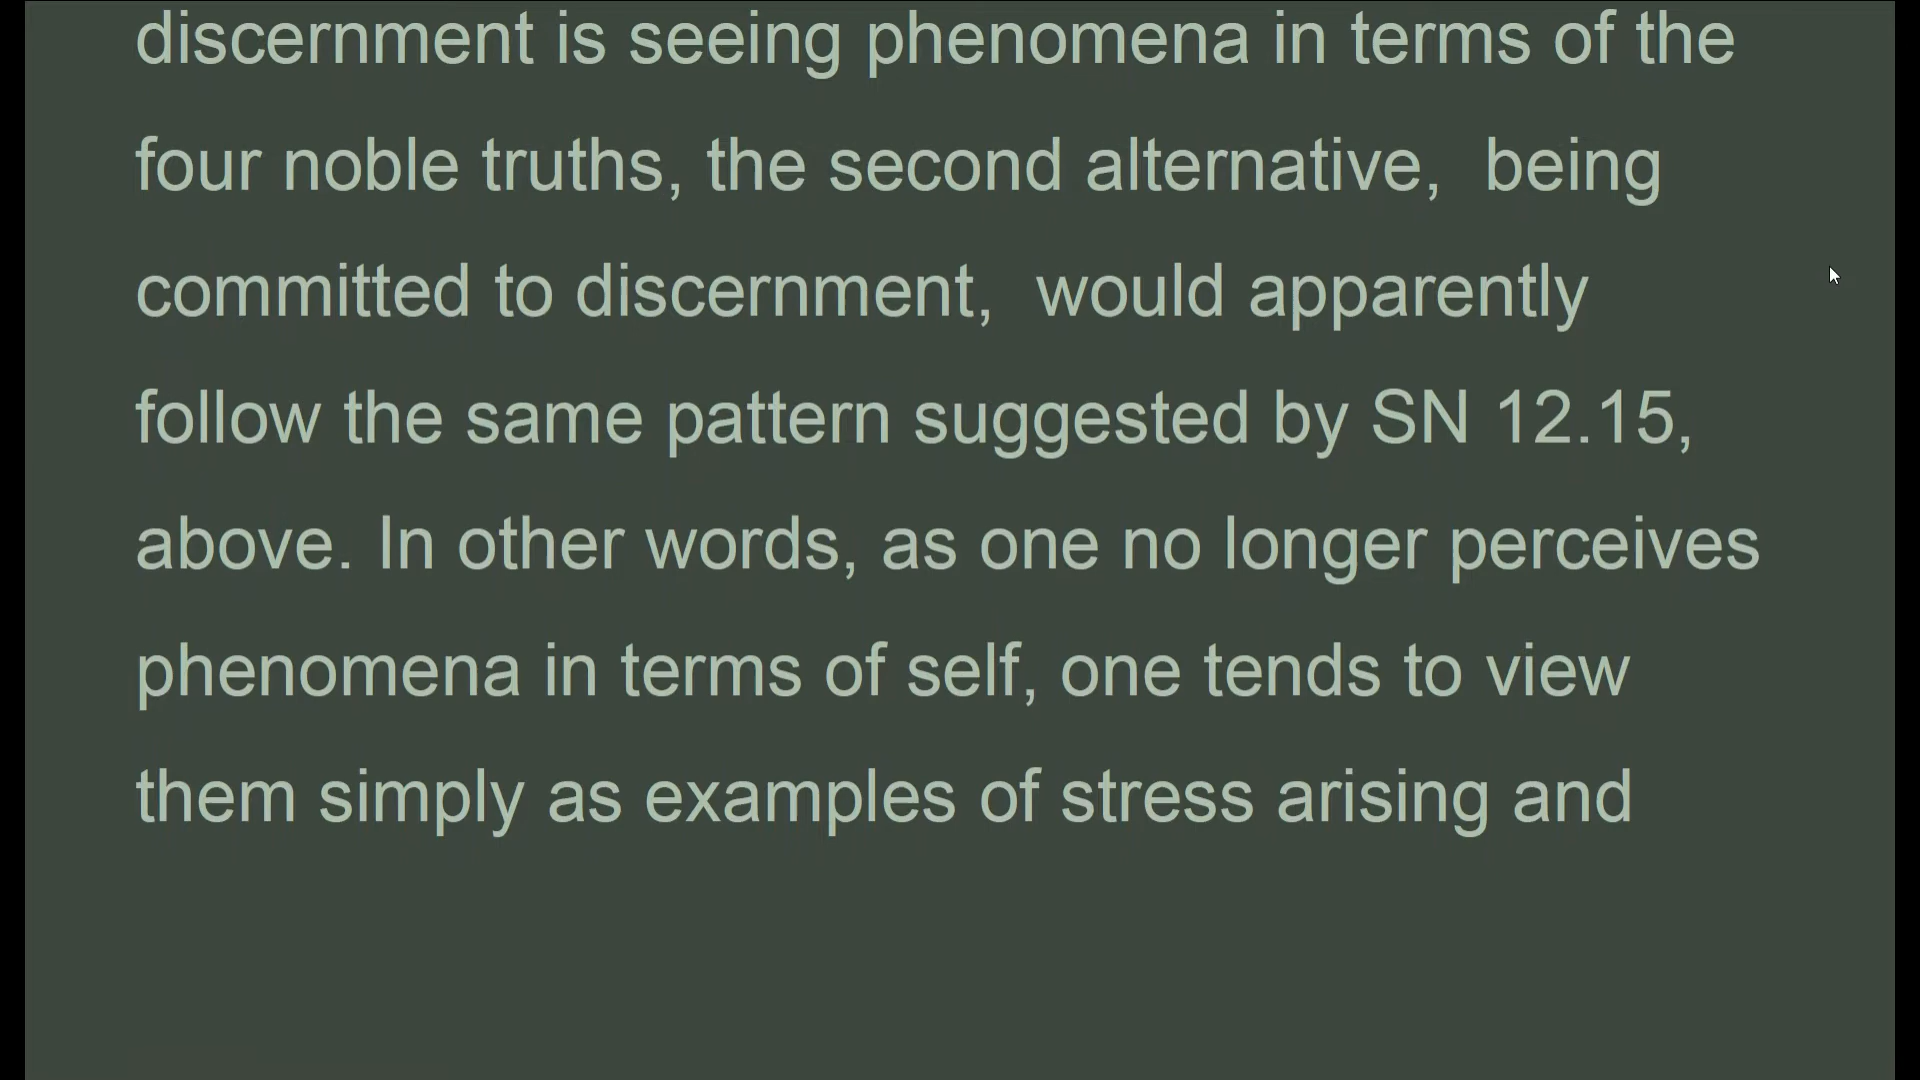 discernment is seeing phenomena in terms of the
four noble truths, the second alternative,  being
committed to discernment,  would apparently
follow the same pattern suggested by SN 12.15,
above. In other words, as one no longer perceives
phenomena in terms of self, one tends to view
them simply as examples of stress arising and